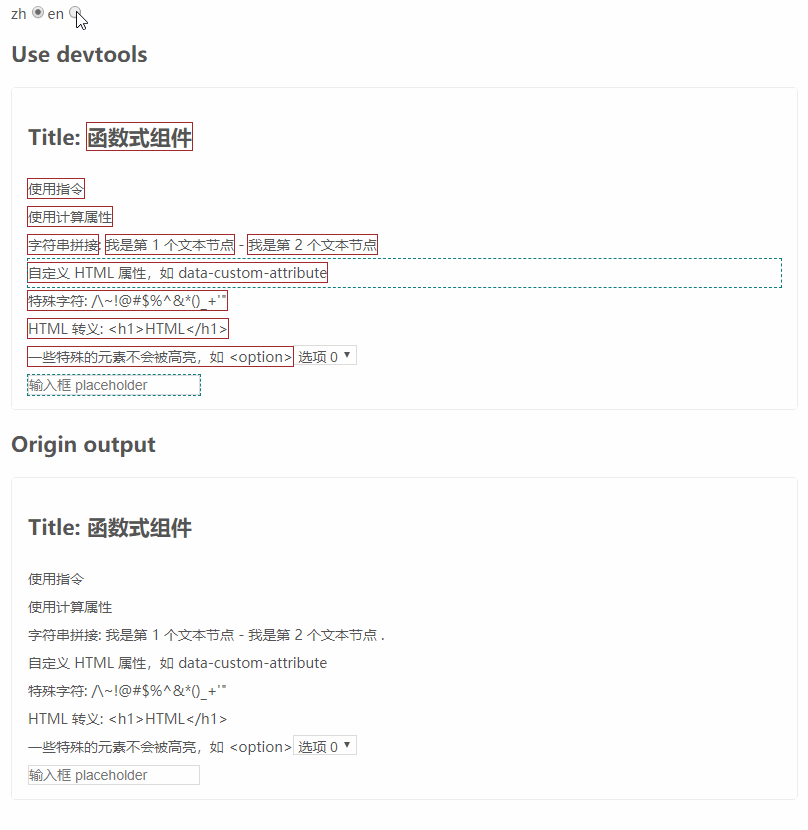 zh en
Use devtools
Title: 函数式组件
使用指令
使用计算属性
字符串拼接: 我是第 1 个文本节点 - 我是第 2 个文本节点
自定义 HTML 属性，如 data-custom-attribute
特殊字符: /\~!@#$%^&*()_+'"
HTML 转义: <h1>HTML</h1>
一些特殊的元素不会被高亮，如 <option> 选项 0
输入框 placeholder
Origin output
Title: 函数式组件
使用指令
使用计算属性
字符串拼接: 我是第 1 个文本节点 - 我是第 2 个文本节点 .
自定义 HTML 属性，如 data-custom-attribute
特殊字符: /\~!@#$%^&*()_+'"
HTML 转义: <h1>HTML</h1>
一些特殊的元素不会被高亮，如 <option> 选项 0
输入框 placeholder